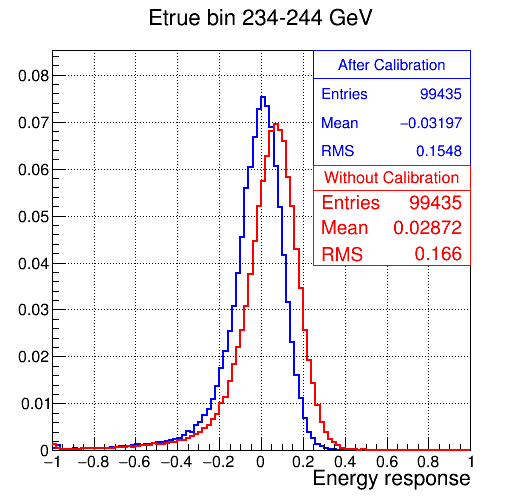 Etrue bin 234-244 GeV
After Calibration
Entries 99435
Mean −0.03197
RMS 0.1548
Without Calibration
Entries 99435
Mean 0.02872
RMS 0.166
0.08
0.07
0.06
0.05
0.04
0.03
0.02
0.01
0
−1 −0.8 −0.6 −0.4 −0.2 0 0.2 0.4 0.6 0.8 1
Energy response